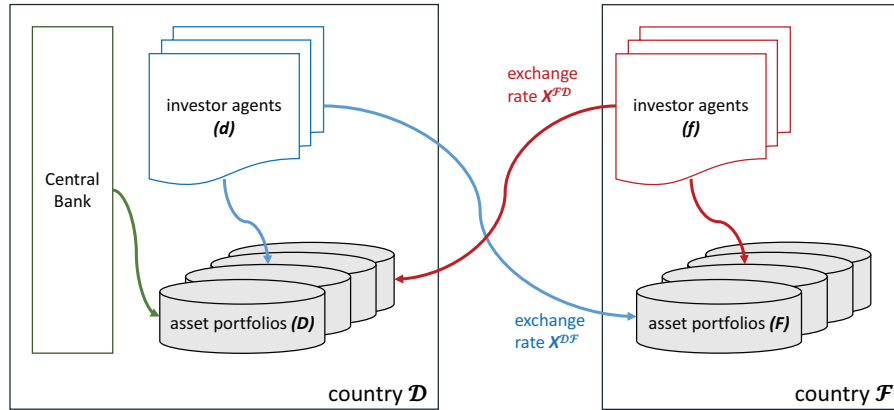 investor agents
(d)
exchange
rate X^{ℱ𝒟}
investor agents
(f)
Central
Bank
asset portfolios (D)
exchange
rate X^{𝒟ℱ}
asset portfolios (F)
country 𝒟
country ℱ